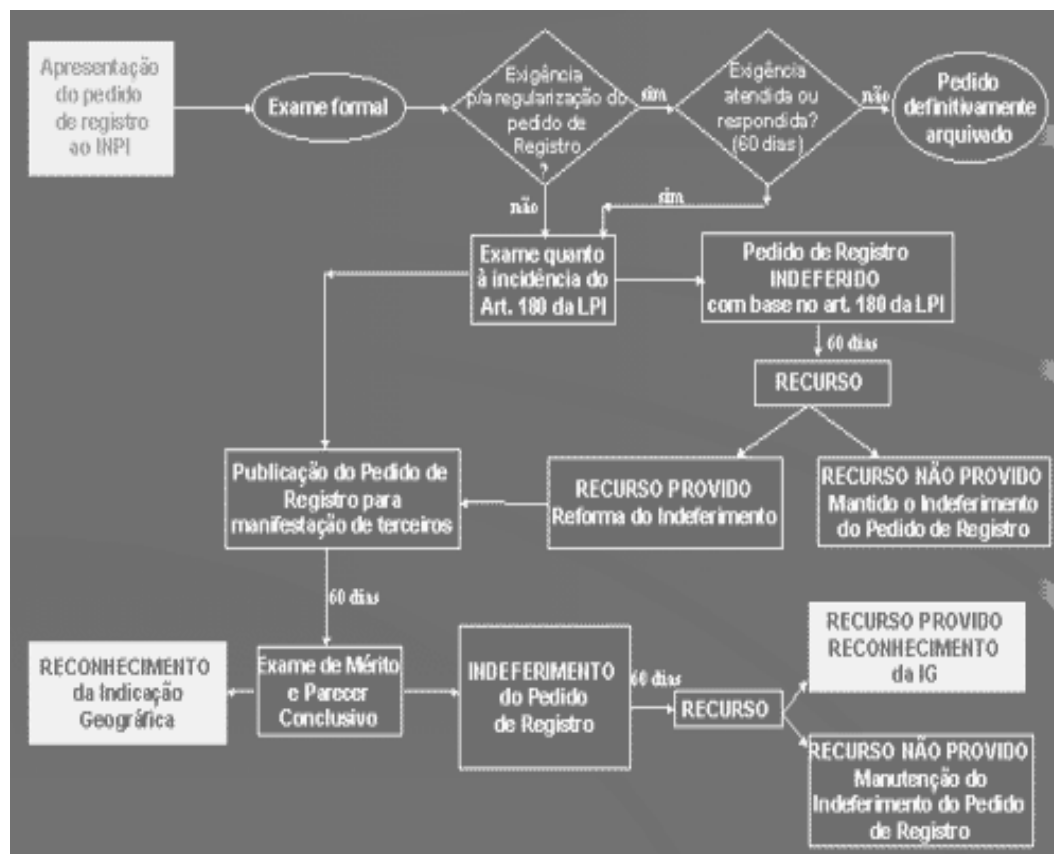 Apresentação
do pedido
de registro
ao INPI
Exame formal
Exigência
p/a regularização do
pedido de
Registro
?
sim
Exigência
atendida ou
respondida?
(60 dias)
não
Pedido
definitivamente
arquivado
não
sim
Exame quanto
à incidência do
Art. 180 da LPI
Pedido de Registro
INDEFERIDO
com base no art. 180 da LPI
60 dias
RECURSO
Publicação do Pedido de
Registro para
manifestação de terceiros
RECURSO PROVIDO
Reforma do Indeferimento
RECURSO NÃO PROVIDO
Mantido o Indeferimento
do Pedido de Registro
60 dias
RECONHECIMENTO
da Indicação
Geográfica
Exame de Mérito
e Parecer
Conclusivo
INDEFERIMENTO
do Pedido
de Registro
60 dias
RECURSO
RECURSO PROVIDO
RECONHECIMENTO
da IG
RECURSO NÃO PROVIDO
Manutenção do
Indeferimento do Pedido
de Registro